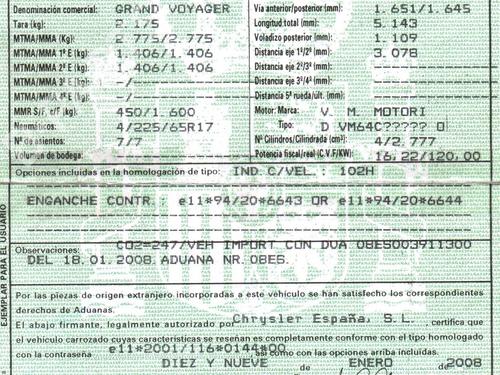 Denominación comercial: GRAND VOYAGER Vía anterior/posterior (mm): 1.651/1.645
Tara (kg): 2.175 Longitud total (mm): 5.143
MTMA/MMA (kg): 2.775/2.775 Voladizo posterior (mm): 1.109
MTMA/MMA 1º E (kg): 1.406/1.406 Distancia eje 1º/2º (mm): 3.078
MTMA/MMA 2º E (kg): 1.406/1.406 Distancia eje 2º/3º (mm): ---------------
MTMA/MMA 3º E (kg): -/--------------- Distancia eje 3º/4º (mm): ---------------
MTMA/MMA 4º E (kg): -/--------------- Distancia 5ª rueda/últ. (mm): ---------------
MMR S/F, c/F (kg): 450/1.600 Motor: Marca: V. M. MOTORI
Neumáticos: 4/225/65R17 Tipo: D VM64C????? 0
Nº de asientos: 7/7 Nº Cilindros/Cilindrada (cm³): 4/2.777
Volumen de bodega: --------------- Potencia fiscal/real (C.V.F/KW): 16,22/120,00
Opciones incluidas en la homologación de tipo: IND.C/VEL.: 102H
ENGANCHE CONTR.: e11*94/20*6643 OR e11*94/20*6644
Observaciones: CO2=247/VEH IMPORT CON DUA 08ES003911300
DEL 18.01.2008 ADUANA NR.08ES.
EJEMPLAR PARA EL USUARIO
Por las piezas de origen extranjero incorporadas a este vehículo se han satisfecho los correspondientes
derechos de Aduanas.
El abajo firmante, legalmente autorizado por Chrysler España, S.L. , certifica que
el vehículo carrozado cuyas características se reseñan es completamente conforme con el tipo homologado
con la contraseña e11*2001/116*0144*00 así como con las opciones arriba incluidas.
DIEZ Y NUEVE de ENERO de 2008